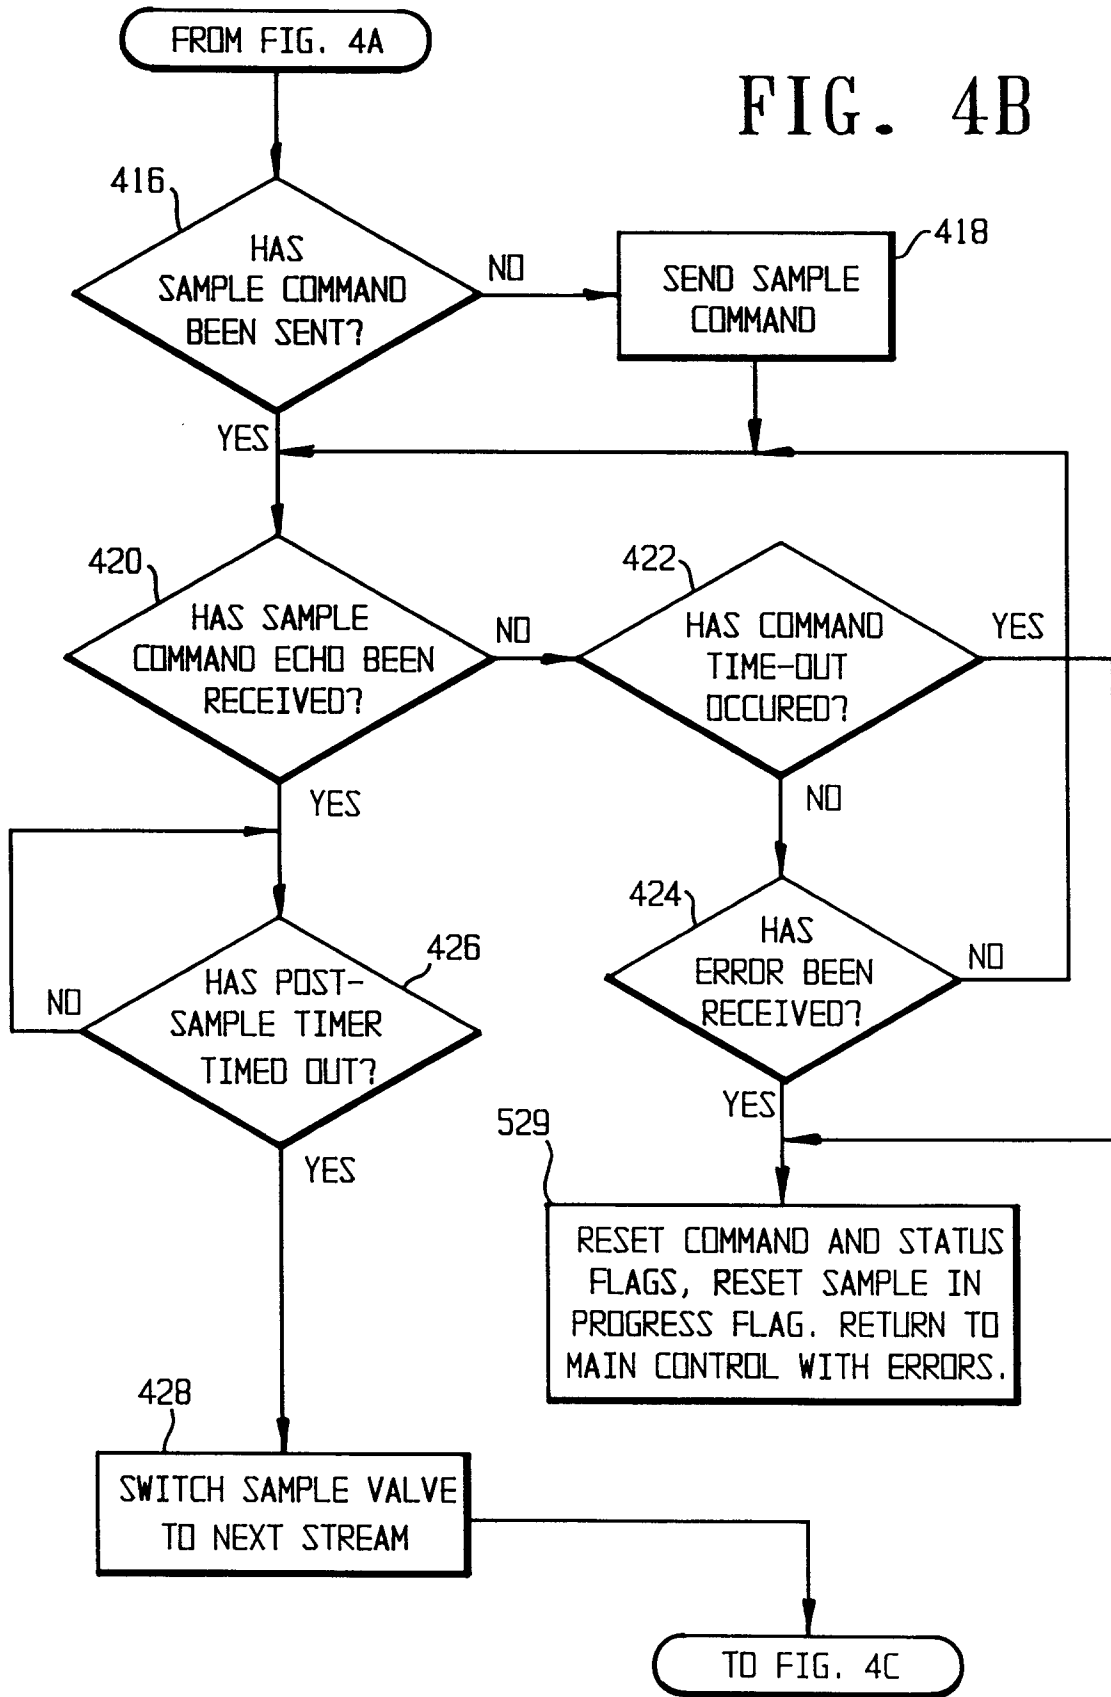 FROM FIG. 4A
FIG. 4B
416
HAS
SAMPLE COMMAND
BEEN SENT?
NO
418
SEND SAMPLE
COMMAND
YES
420
HAS SAMPLE
COMMAND ECHO BEEN
RECEIVED?
NO
422
HAS COMMAND
TIME-OUT
OCCURED?
YES
YES
NO
424
HAS
ERROR BEEN
RECEIVED?
NO
426
HAS POST-
SAMPLE TIMER
TIMED OUT?
NO
YES
YES
529
RESET COMMAND AND STATUS
FLAGS, RESET SAMPLE IN
PROGRESS FLAG. RETURN TO
MAIN CONTROL WITH ERRORS.
428
SWITCH SAMPLE VALVE
TO NEXT STREAM
TO FIG. 4C